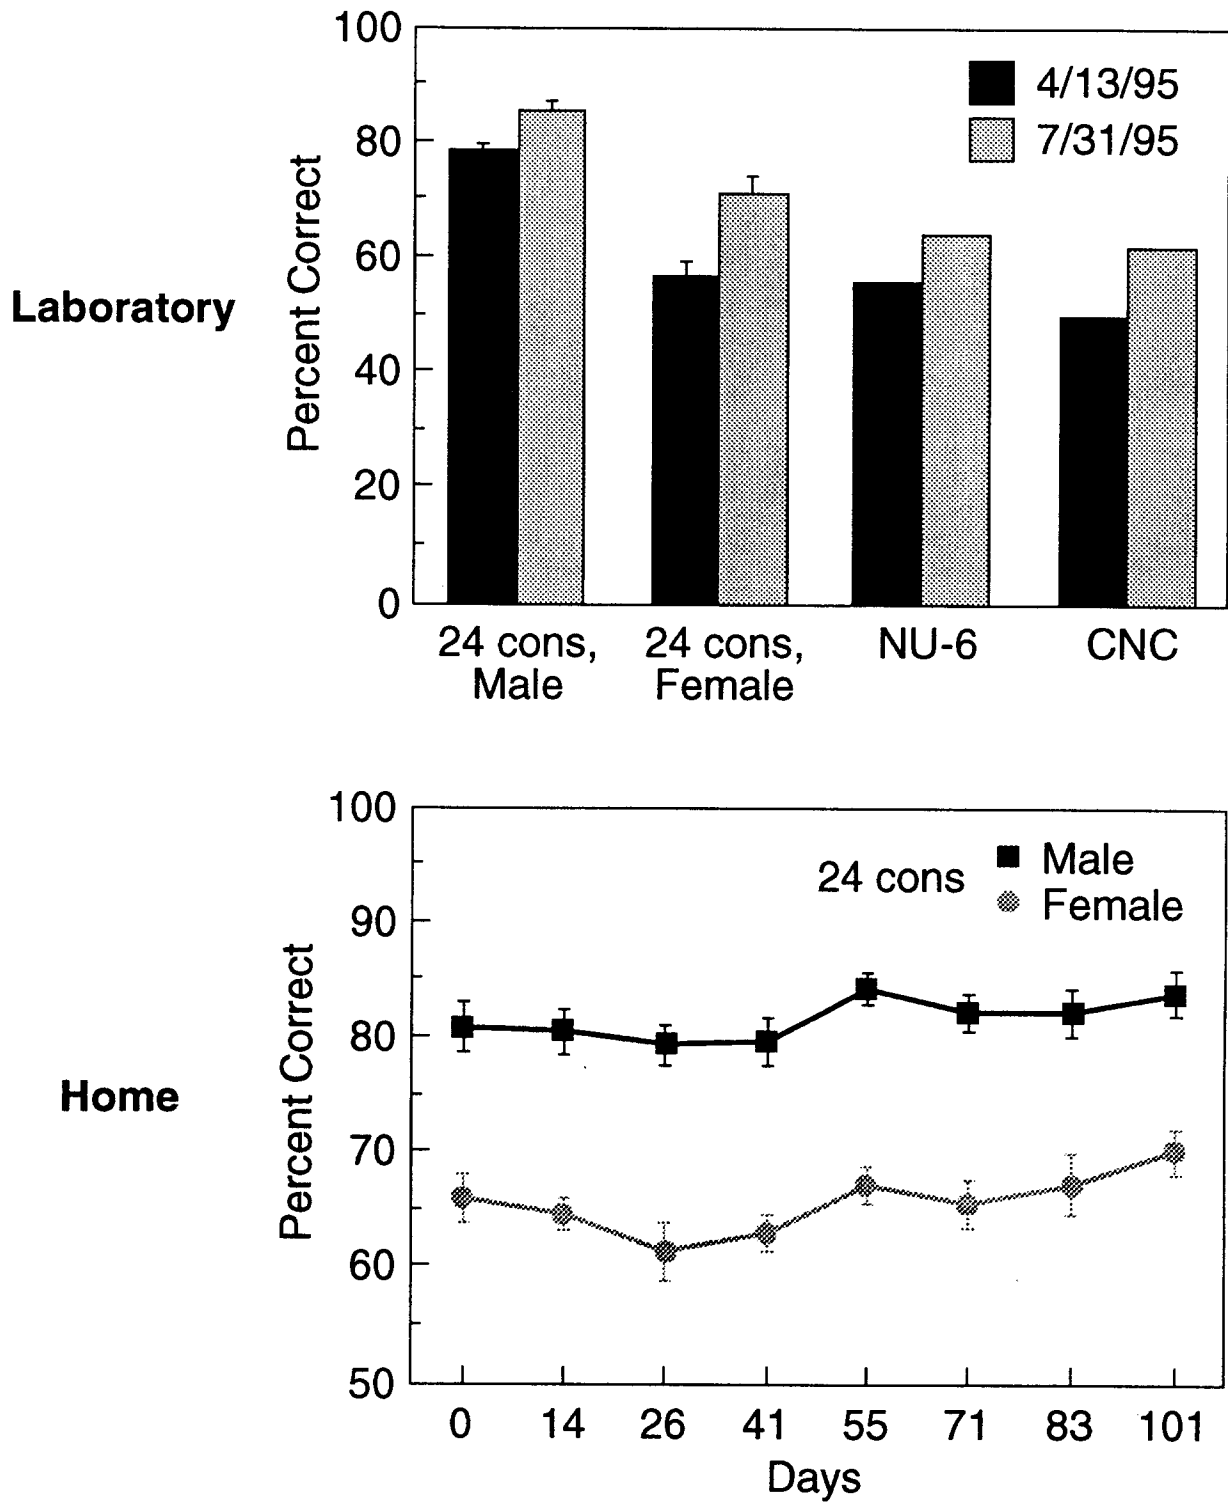 Laboratory
Percent Correct
100
80
60
40
20
0
4/13/95
7/31/95
24 cons,
Male
24 cons,
Female
NU-6
CNC
Home
Percent Correct
100
90
80
70
60
50
24 cons
Male
Female
0 14 26 41 55 71 83 101
Days